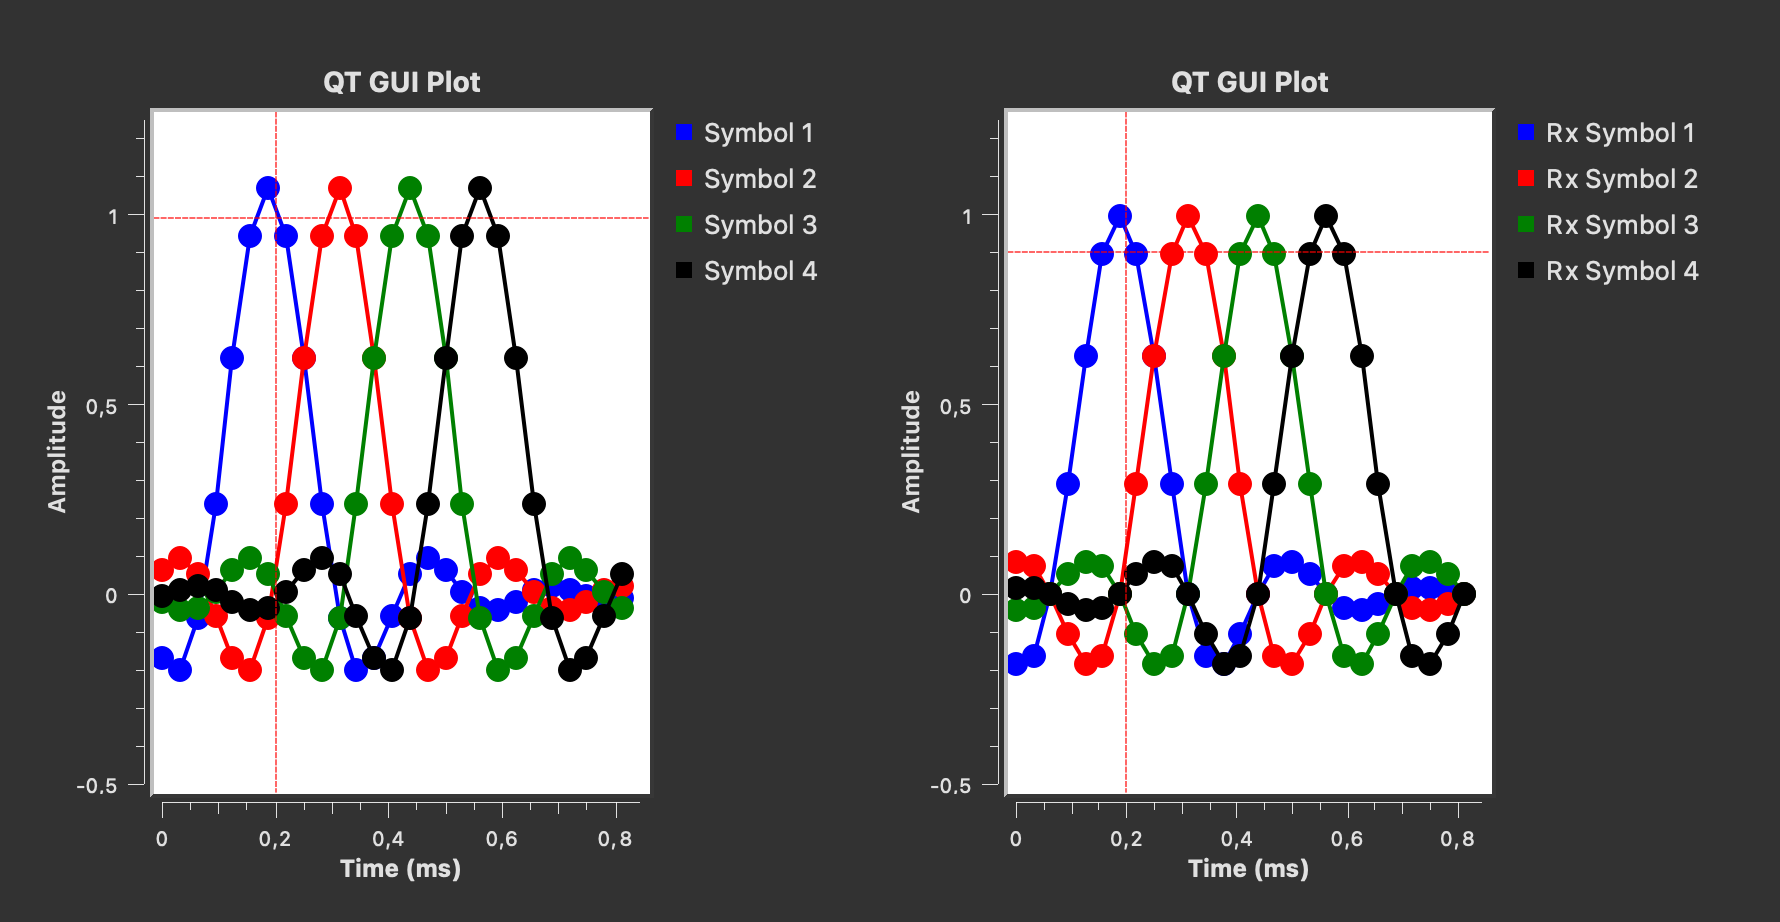 QT GUI Plot
Symbol 1
Symbol 2
Symbol 3
Symbol 4
1
0,5
0
-0,5
Amplitude
0 0,2 0,4 0,6 0,8
Time (ms)
QT GUI Plot
Rx Symbol 1
Rx Symbol 2
Rx Symbol 3
Rx Symbol 4
1
0,5
0
-0,5
Amplitude
0 0,2 0,4 0,6 0,8
Time (ms)